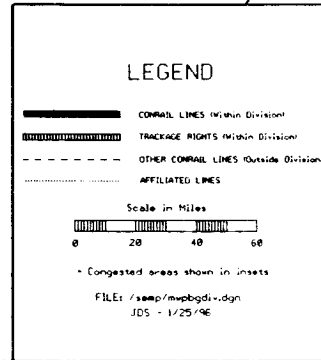 LEGEND
CONRAIL LINES (Within Division)
TRACKAGE RIGHTS (Within Division)
OTHER CONRAIL LINES (Outside Division)
AFFILIATED LINES
Scale in Miles
0 20 40 60
* Congested areas shown in insets
FILE: /semp/mwpbgdiv.dgn
JDS - 1/25/96